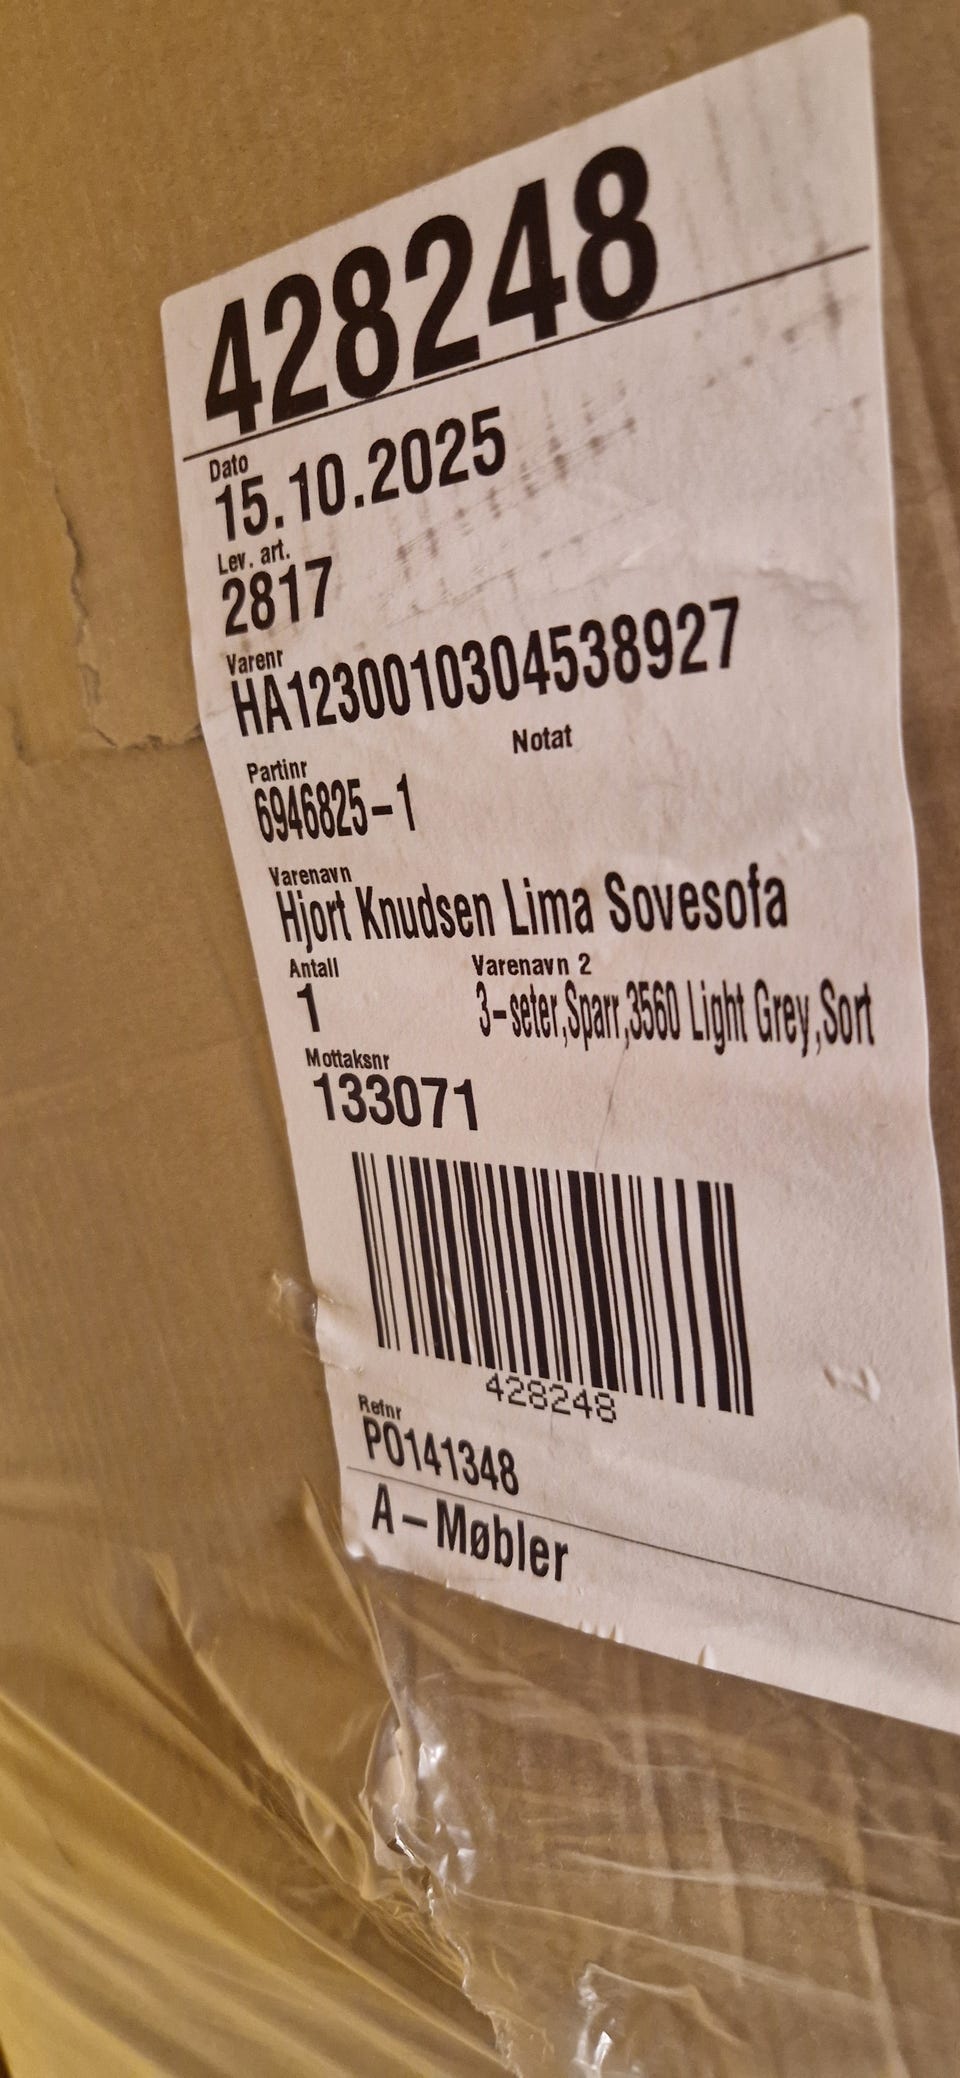 428248
Dato
15.10.2025
Lev. art.
2817
Varenr
HA1230010304538927
Notat
Partinr
6946825-1
Varenavn
Hjort Knudsen Lima Sovesofa
Antall Varenavn 2
1 3-seter,Sparr,3560 Light Grey,Sort
Mottaksnr
133071
428248
Refnr
PO141348
A-Møbler